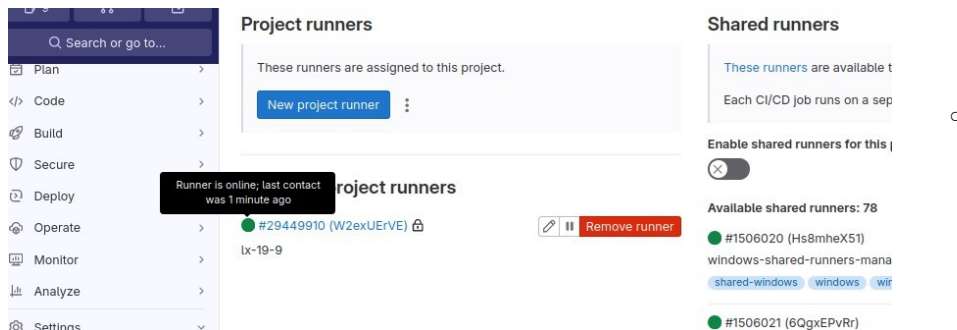 Search or go to...
Plan
Code
Build
Secure
Deploy
Operate
Monitor
Analyze
Settings
Project runners
These runners are assigned to this project.
New project runner
Runner is online; last contact
was 1 minute ago
project runners
#29449910 (W2exUErVE)
Remove runner
lx-19-9
Shared runners
These runners are available
Each CI/CD job runs on a
Enable shared runners for this
Available shared runners: 78
#1506020 (Hs8mheX51)
windows-shared-runners-mana
shared-windows windows
#1506021 (6QgxEPvRr)